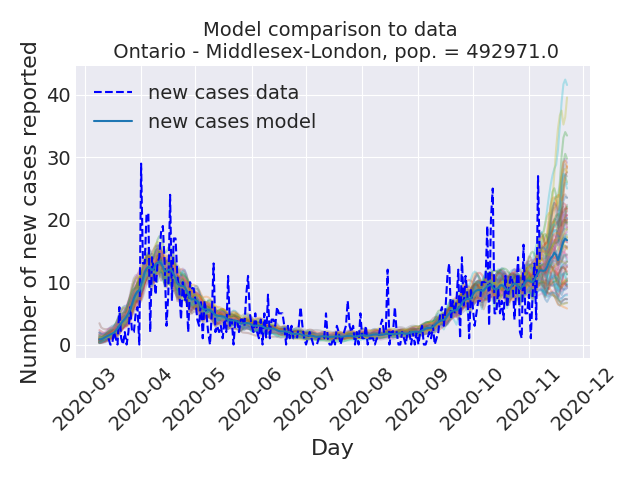 Model comparison to data
Ontario - Middlesex-London, pop. = 492971.0
Number of new cases reported
40
30
20
10
0
new cases data
new cases model
2020-03
2020-04
2020-05
2020-06
2020-07
2020-08
2020-09
2020-10
2020-11
2020-12
Day